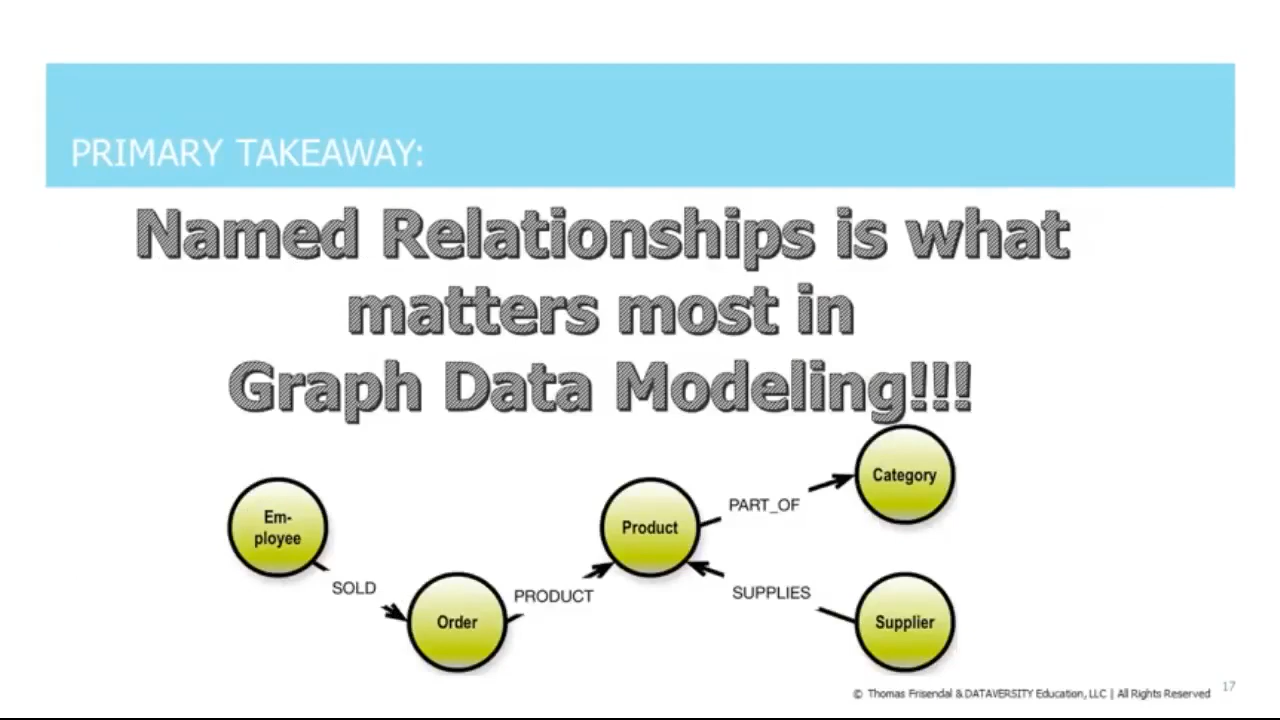 PRIMARY TAKEAWAY:
Named Relationships is what
matters most in
Graph Data Modeling!!!
Em-
ployee
SOLD
Order
PRODUCT
Product
PART_OF
Category
SUPPLIES
Supplier
© Thomas Frisendal & DATAVERSITY Education, LLC | All Rights Reserved
17